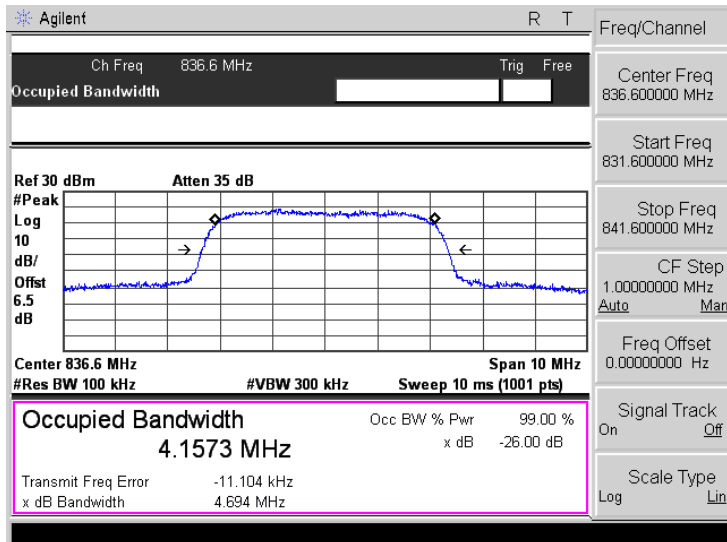 Agilent R T
Ch Freq 836.6 MHz Trig Free
Occupied Bandwidth
Ref 30 dBm Atten 35 dB
#Peak
Log
10
dB/
Offst
6.5
dB
Center 836.6 MHz Span 10 MHz
#Res BW 100 kHz #VBW 300 kHz Sweep 10 ms (1001 pts)
Occupied Bandwidth Occ BW % Pwr 99.00 %
4.1573 MHz x dB -26.00 dB
Transmit Freq Error -11.104 kHz
x dB Bandwidth 4.694 MHz
Freq/Channel
Center Freq
836.600000 MHz
Start Freq
831.600000 MHz
Stop Freq
841.600000 MHz
CF Step
1.00000000 MHz
Auto Man
Freq Offset
0.00000000 Hz
Signal Track
On Off
Scale Type
Log Lin